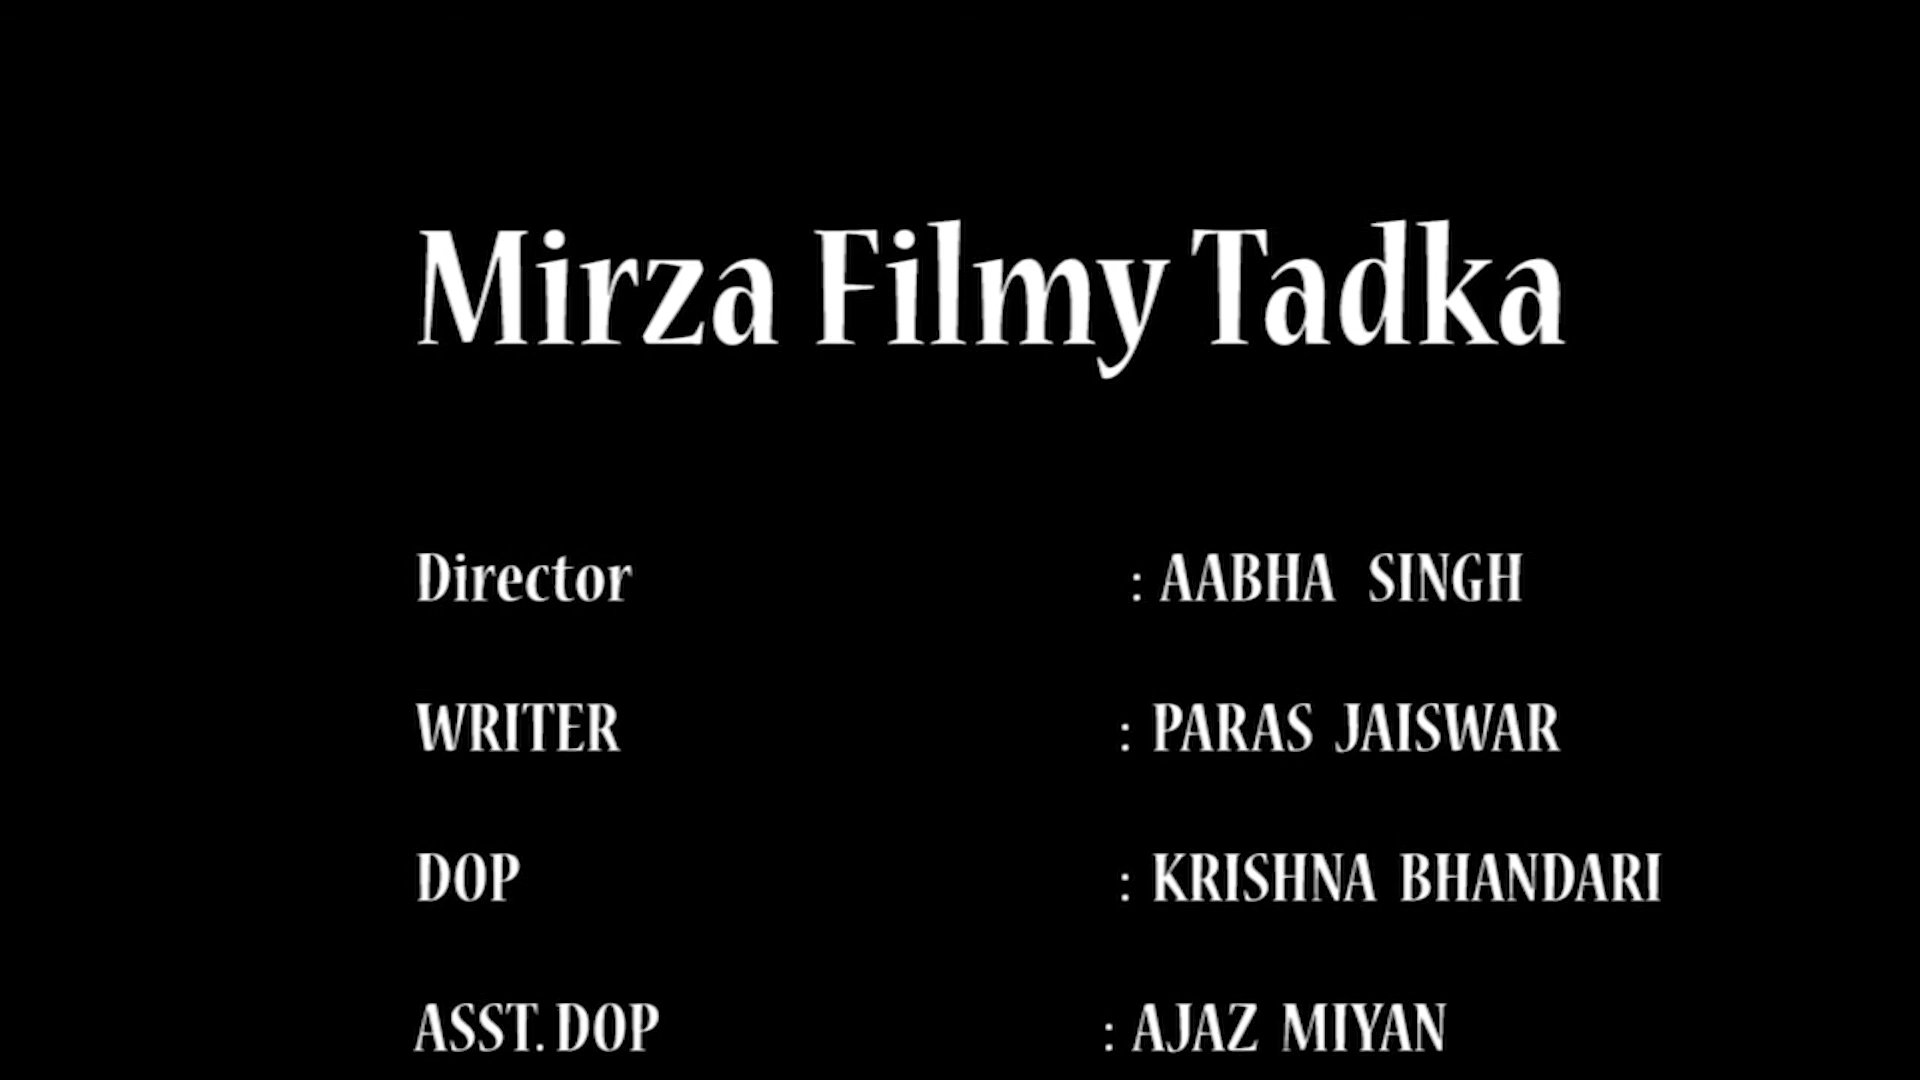 Mirza Filmy Tadka
Director : AABHA SINGH
WRITER : PARAS JAISWAR
DOP : KRISHNA BHANDARI
ASST. DOP : AJAZ MIYAN